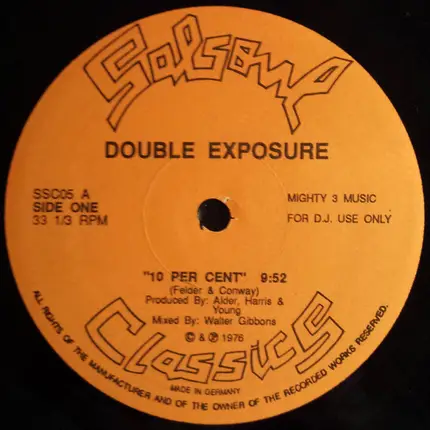 Salsoul
DOUBLE EXPOSURE
SSC05 A
SIDE ONE
33 1/3 RPM
MIGHTY 3 MUSIC
FOR D.J. USE ONLY
"10 PER CENT" 9:52
(Felder & Conway)
Produced By: Alder, Harris &
Young
Mixed By: Walter Gibbons
© & ℗ 1976
Classics
MADE IN GERMANY
ALL RIGHTS OF THE MANUFACTURER AND OF THE OWNER OF THE RECORDED WORKS RESERVED.